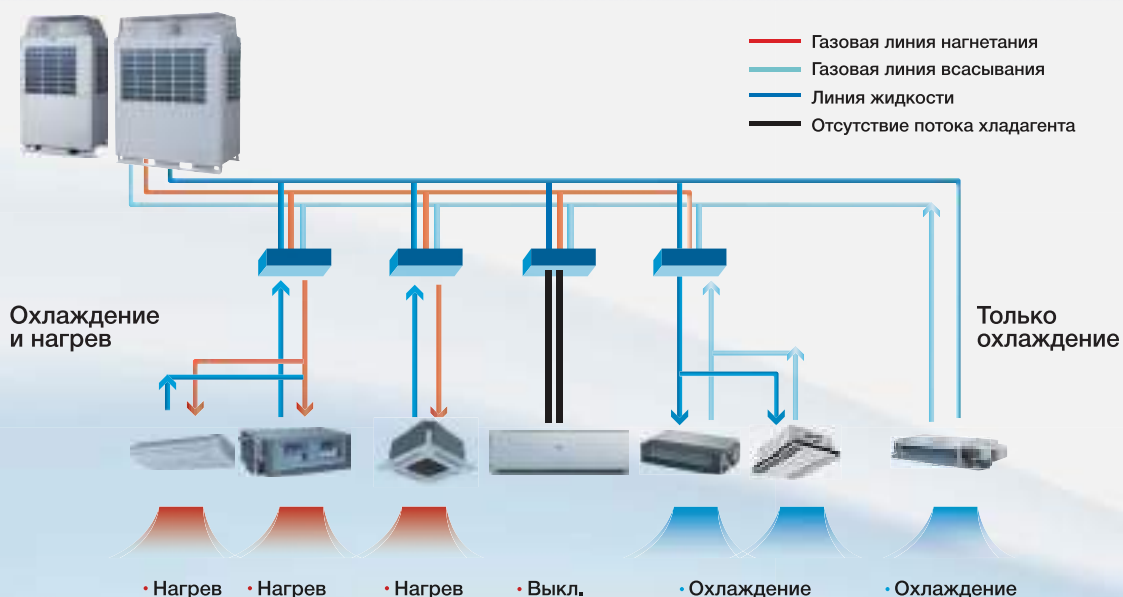 Газовая линия нагнетания
Газовая линия всасывания
Линия жидкости
Отсутствие потока хладагента
Охлаждение
и нагрев
Только
охлаждение
• Нагрев
• Нагрев
• Нагрев
• Выкл.
• Охлаждение
• Охлаждение